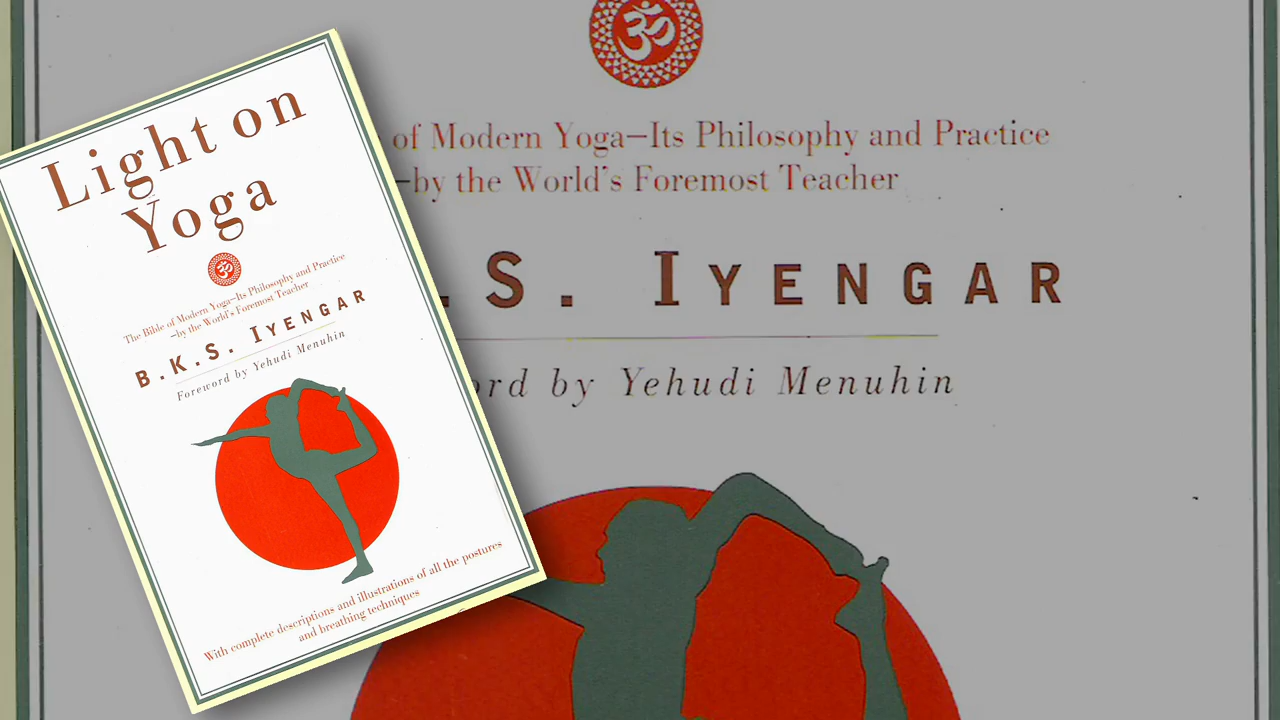 Light on
Yoga
ॐ
The Bible of Modern Yoga—Its Philosophy and Practice
—by the World's Foremost Teacher
B.K.S. IYENGAR
Foreword by Yehudi Menuhin
With complete descriptions and illustrations of all the postures
and breathing techniques
ॐ
of Modern Yoga—Its Philosophy and Practice
—by the World's Foremost Teacher
.S. IYENGAR
ord by Yehudi Menuhin